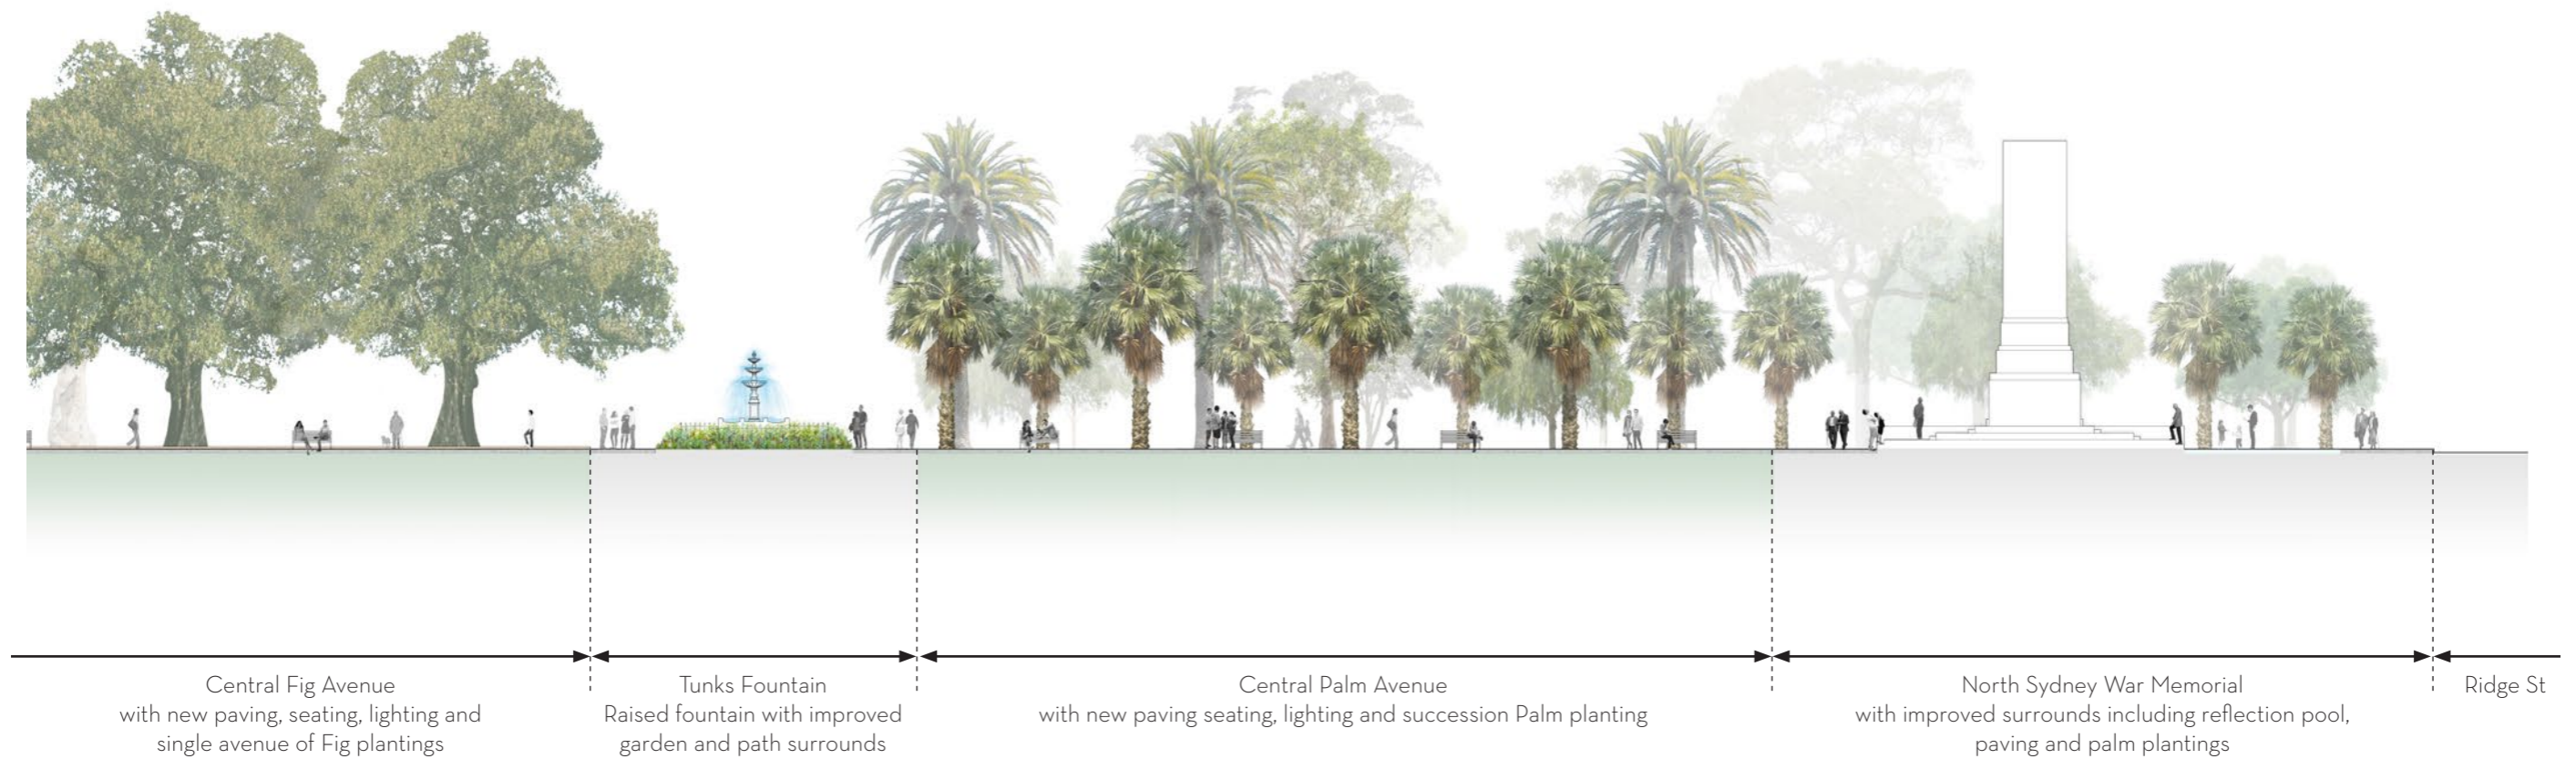 Central Fig Avenue
with new paving, seating, lighting and
single avenue of Fig plantings
Tunks Fountain
Raised fountain with improved
garden and path surrounds
Central Palm Avenue
with new paving seating, lighting and succession Palm planting
North Sydney War Memorial
with improved surrounds including reflection pool,
paving and palm plantings
Ridge St